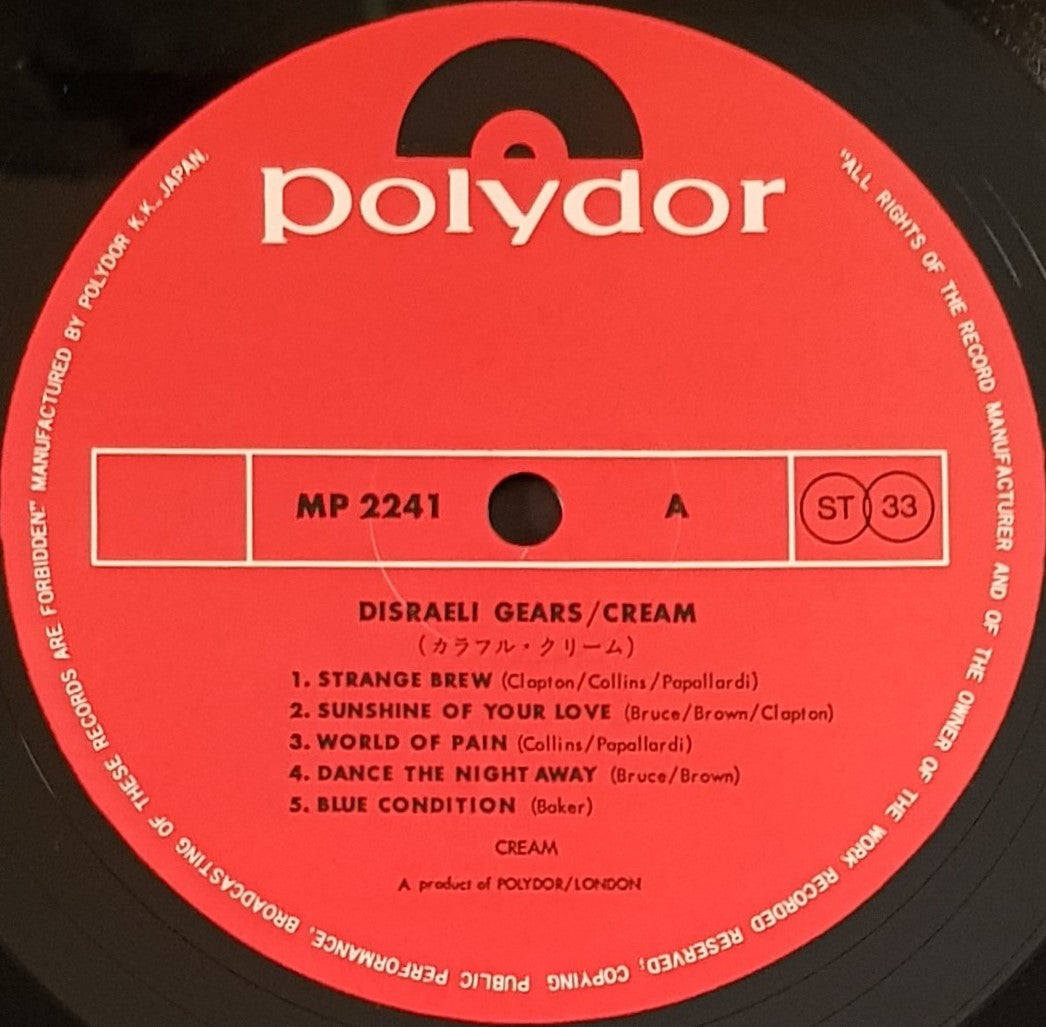 polydor
"ALL RIGHTS OF THE RECORD MANUFACTURER AND OF THE OWNER OF THE WORK RECORDED RESERVED; COPYING PUBLIC PERFORMANCE, BROADCASTING OF THESE RECORDS ARE FORBIDDEN." MANUFACTURED BY POLYDOR K.K., JAPAN.
MP 2241 A ST 33
DISRAELI GEARS/CREAM
(カラフル・クリーム)
1. STRANGE BREW (Clapton/Collins/Papallardi)
2. SUNSHINE OF YOUR LOVE (Bruce/Brown/Clapton)
3. WORLD OF PAIN (Collins/Papallardi)
4. DANCE THE NIGHT AWAY (Bruce/Brown)
5. BLUE CONDITION (Baker)
CREAM
A product of POLYDOR/LONDON